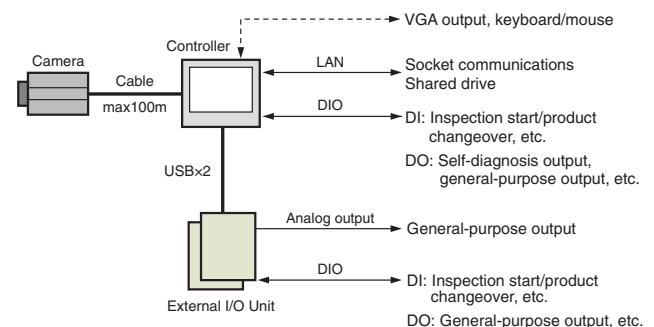 VGA output, keyboard/mouse
Controller
Camera
LAN
Socket communications
Shared drive
Cable
max100m
DIO
DI: Inspection start/product
changeover, etc.
DO: Self-diagnosis output,
general-purpose output, etc.
USB×2
Analog output
General-purpose output
DIO
DI: Inspection start/product
changeover, etc.
External I/O Unit
DO: General-purpose output, etc.